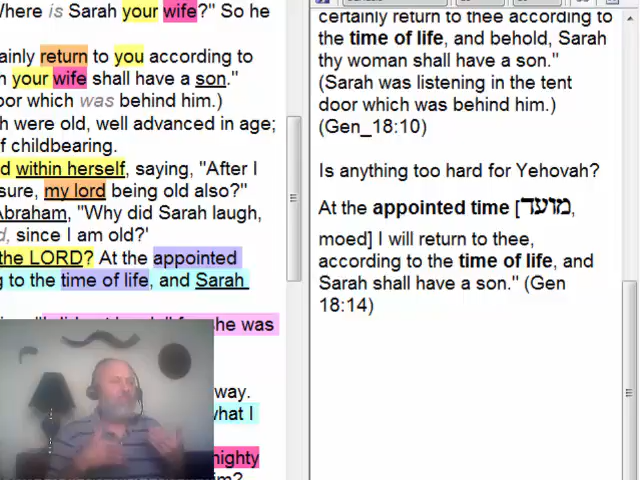 Where is Sarah your wife?" So he
ainly return to you according to
your wife shall have a son."
oor which was behind him.)
h were old, well advanced in age;
f childbearing.
d within herself, saying, "After I
sure, my lord being old also?"
Abraham, "Why did Sarah laugh,
d, since I am old?'
the LORD? At the appointed
g to the time of life, and Sarah
she was
way.
what I
mighty
certainly return to thee according to
the time of life, and behold, Sarah
thy woman shall have a son."
(Sarah was listening in the tent
door which was behind him.)
(Gen_18:10)
Is anything too hard for Yehovah?
At the appointed time [מועד,
moed] I will return to thee,
according to the time of life, and
Sarah shall have a son." (Gen
18:14)